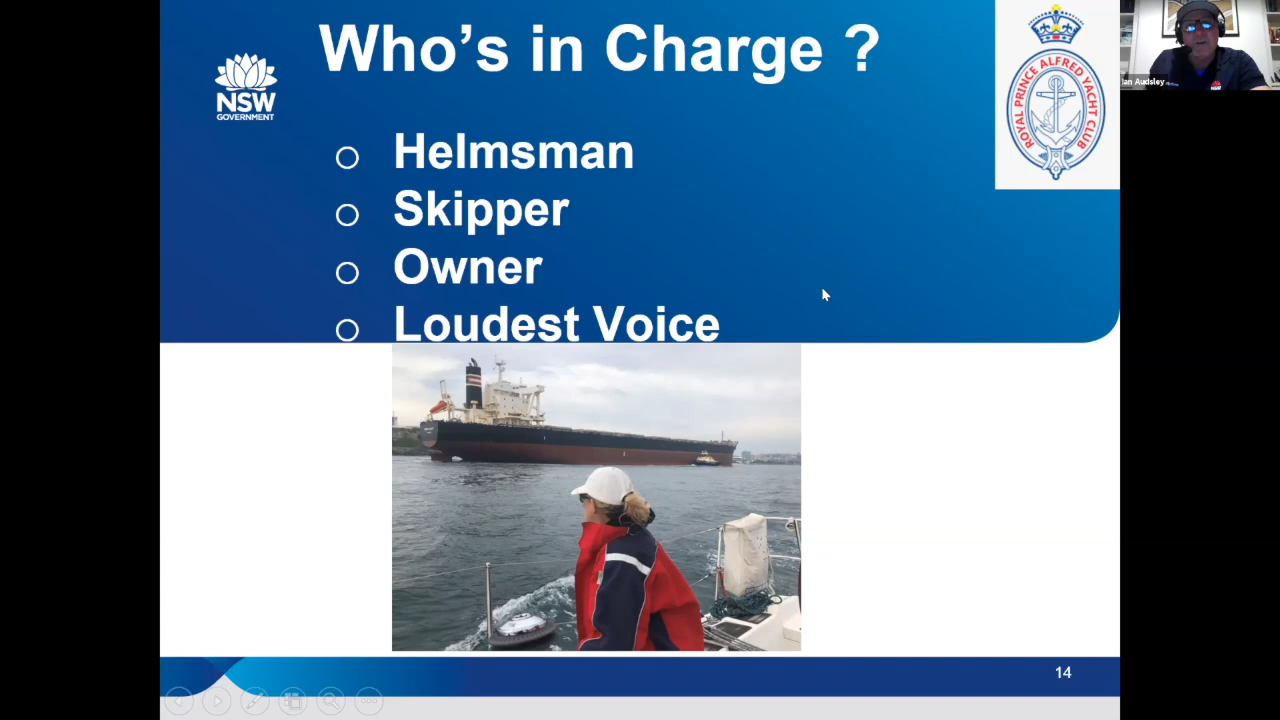 Who's in Charge ?
NSW
GOVERNMENT
ROYAL PRINCE ALFRED YACHT CLUB
Ian Audsley
Helmsman
Skipper
Owner
Loudest Voice
14